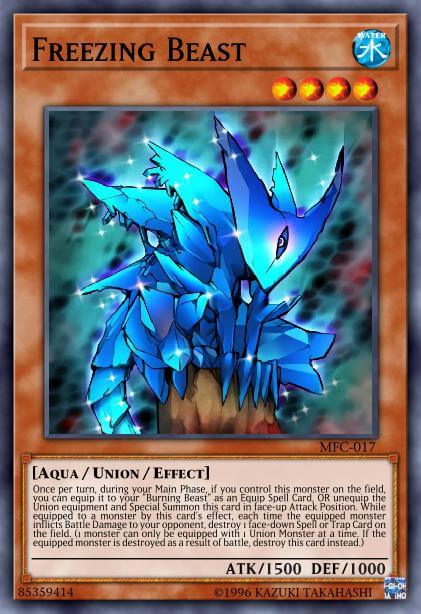 Freezing Beast
WATER
水
MFC-017
[Aqua / Union / Effect]
Once per turn, during your Main Phase, if you control this monster on the field,
you can equip it to your "Burning Beast" as an Equip Spell Card, OR unequip the
Union equipment and Special Summon this card in face-up Attack Position. While
equipped to a monster by this card's effect, each time the equipped monster
inflicts Battle Damage to your opponent, destroy 1 face-down Spell or Trap Card on
the field. (1 monster can only be equipped with 1 Union Monster at a time. If the
equipped monster is destroyed as a result of battle, destroy this card instead.)
ATK/1500 DEF/1000
85359414
©1996 KAZUKI TAKAHASHI